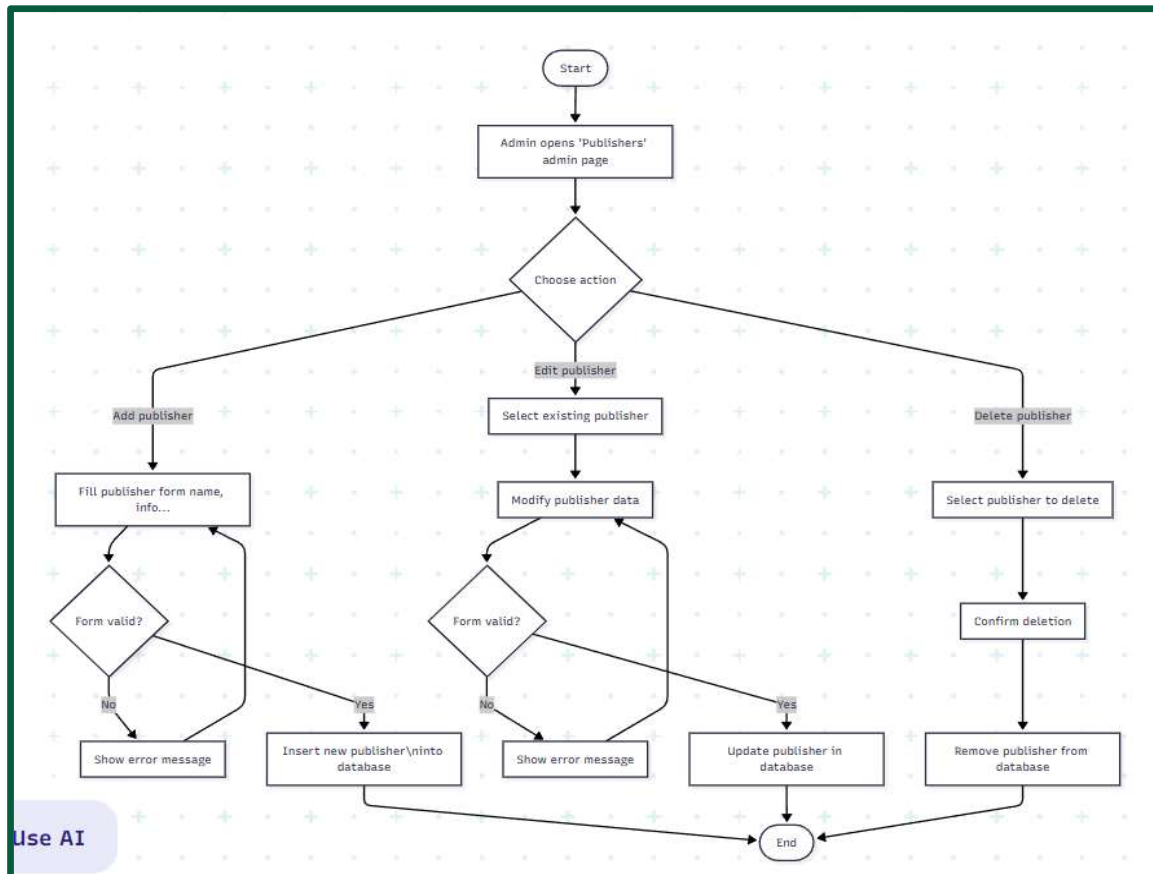 Start
Admin opens 'Publishers'
admin page
Choose action
Edit publisher
Add publisher
Select existing publisher
Delete publisher
Fill publisher form name,
info...
Modify publisher data
Select publisher to delete
Form valid?
Form valid?
Confirm deletion
No
Yes
No
Yes
Show error message
Insert new publisher\ninto
database
Show error message
Update publisher in
database
Remove publisher from
database
Use AI
End